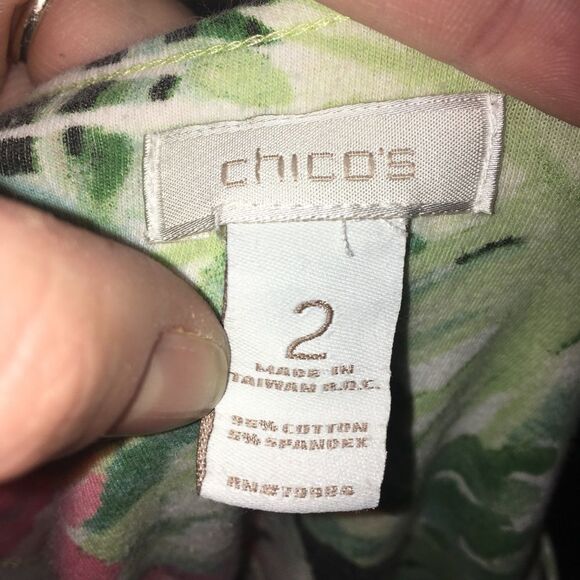 chico's
2
MADE IN
TAIWAN R.O.C.
95% COTTON
5% SPANDEX